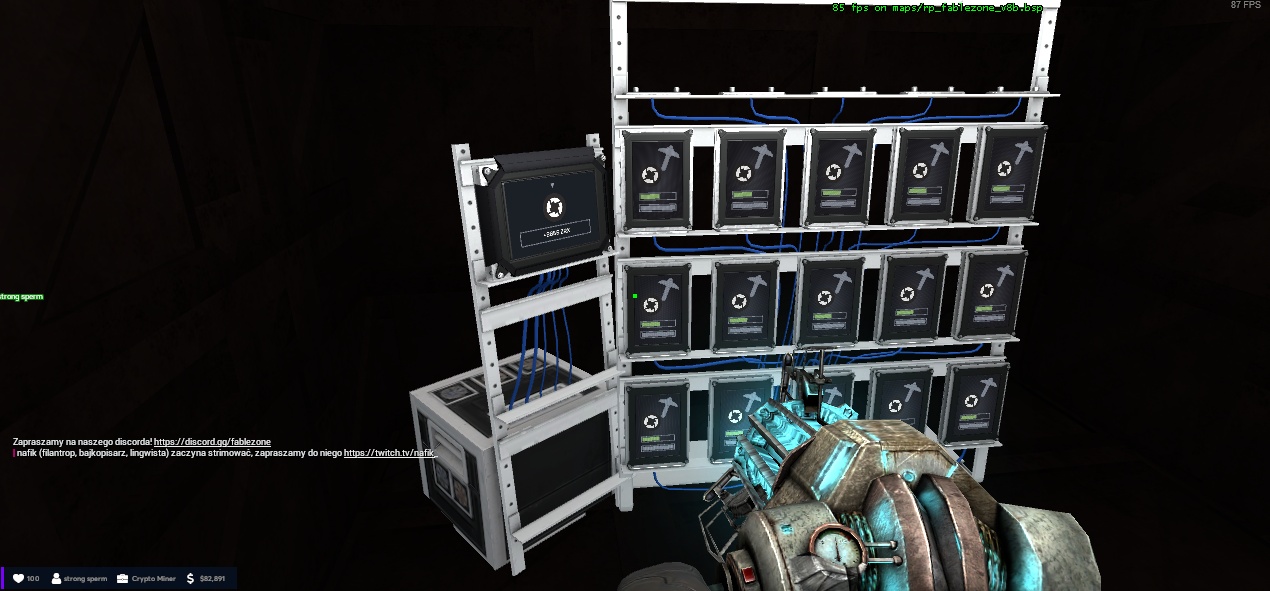 85 fps on maps/rp_fablezone_v8b.bsp
87 FPS
strong sperm
Zapraszamy na naszego discorda! https://discord.gg/fablezone
nafik (filantrop, bajkopisarz, lingwista) zaczyna strimować, zapraszamy do niego https://twitch.tv/nafik_
100 strong sperm Crypto Miner $82,891